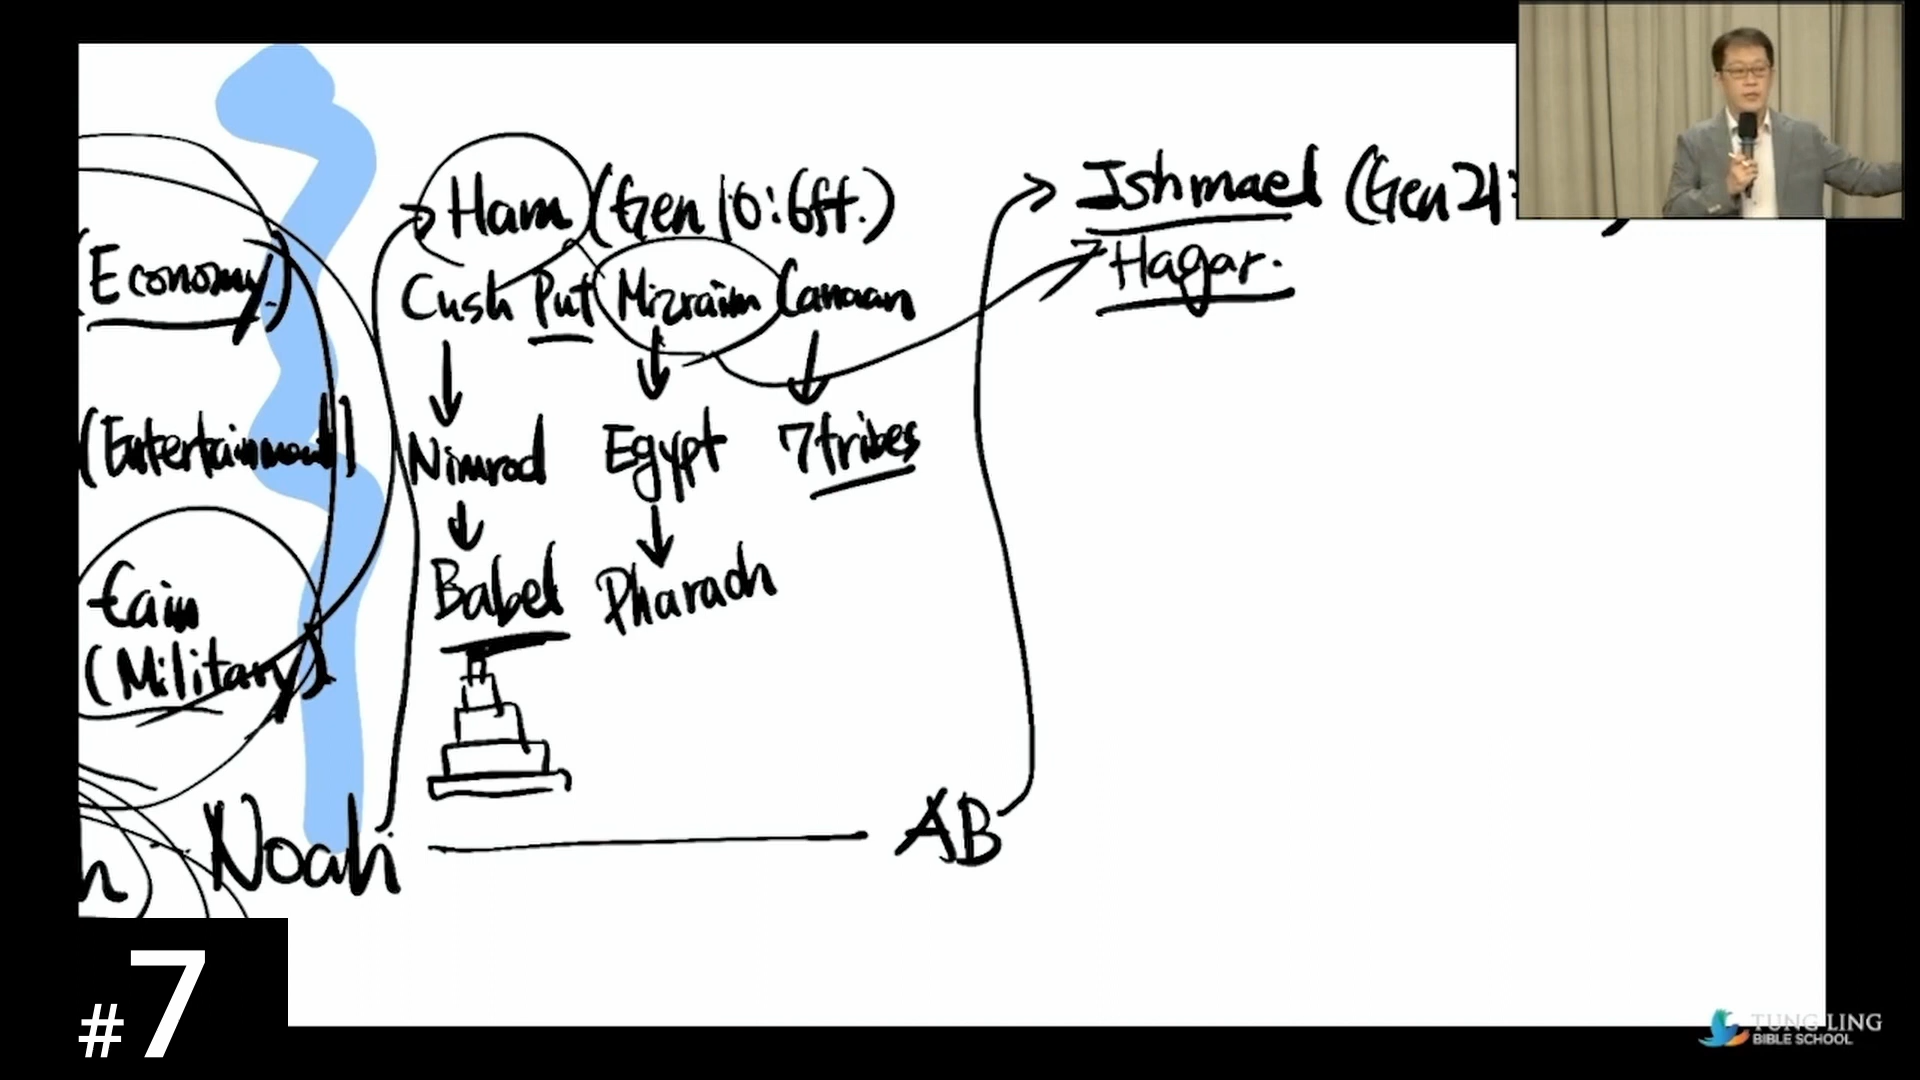 Ham (Gen 10:6ff.)
Cush Put Mizraim Canaan
Nimrod Egypt 7 tribes
Babel Pharaoh
(Economy)
(Entertainment)
Cain
(Military)
h Noah
AB
Ishmael (Gen 21:
Hagar.
#7
TUNG LING
BIBLE SCHOOL